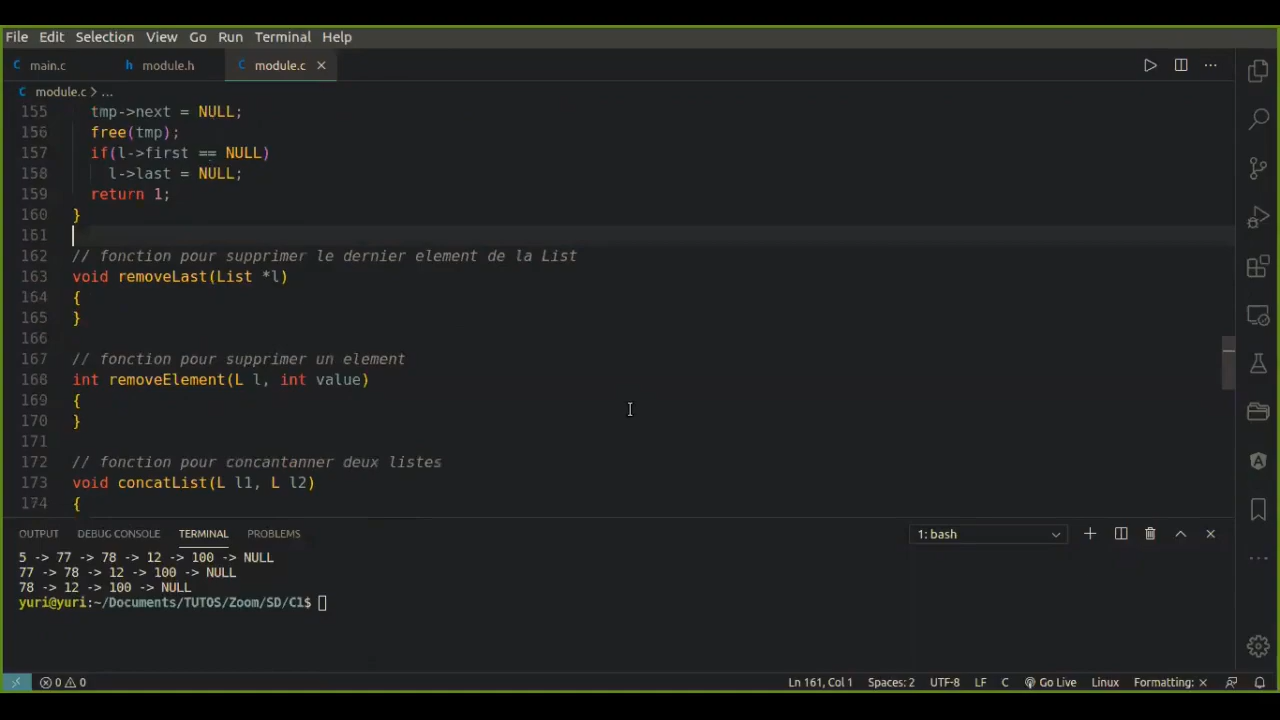 File Edit Selection View Go Run Terminal Help
main.c module.h module.c
module.c > ...
155 tmp->next = NULL;
156 free(tmp);
157 if(l->first == NULL)
158 l->last = NULL;
159 return 1;
160 }
161
162 // fonction pour supprimer le dernier element de la List
163 void removeLast(List *l)
164 {
165 }
166
167 // fonction pour supprimer un element
168 int removeElement(L l, int value)
169 {
170 }
171
172 // fonction pour concantanner deux listes
173 void concatList(L l1, L l2)
174 {
OUTPUT DEBUG CONSOLE TERMINAL PROBLEMS 1: bash
5 -> 77 -> 78 -> 12 -> 100 -> NULL
77 -> 78 -> 12 -> 100 -> NULL
78 -> 12 -> 100 -> NULL
yuri@yuri:~/Documents/TUTOS/Zoom/SD/C1$
0 0 Ln 161, Col 1 Spaces: 2 UTF-8 LF C Go Live Linux Formatting: ×